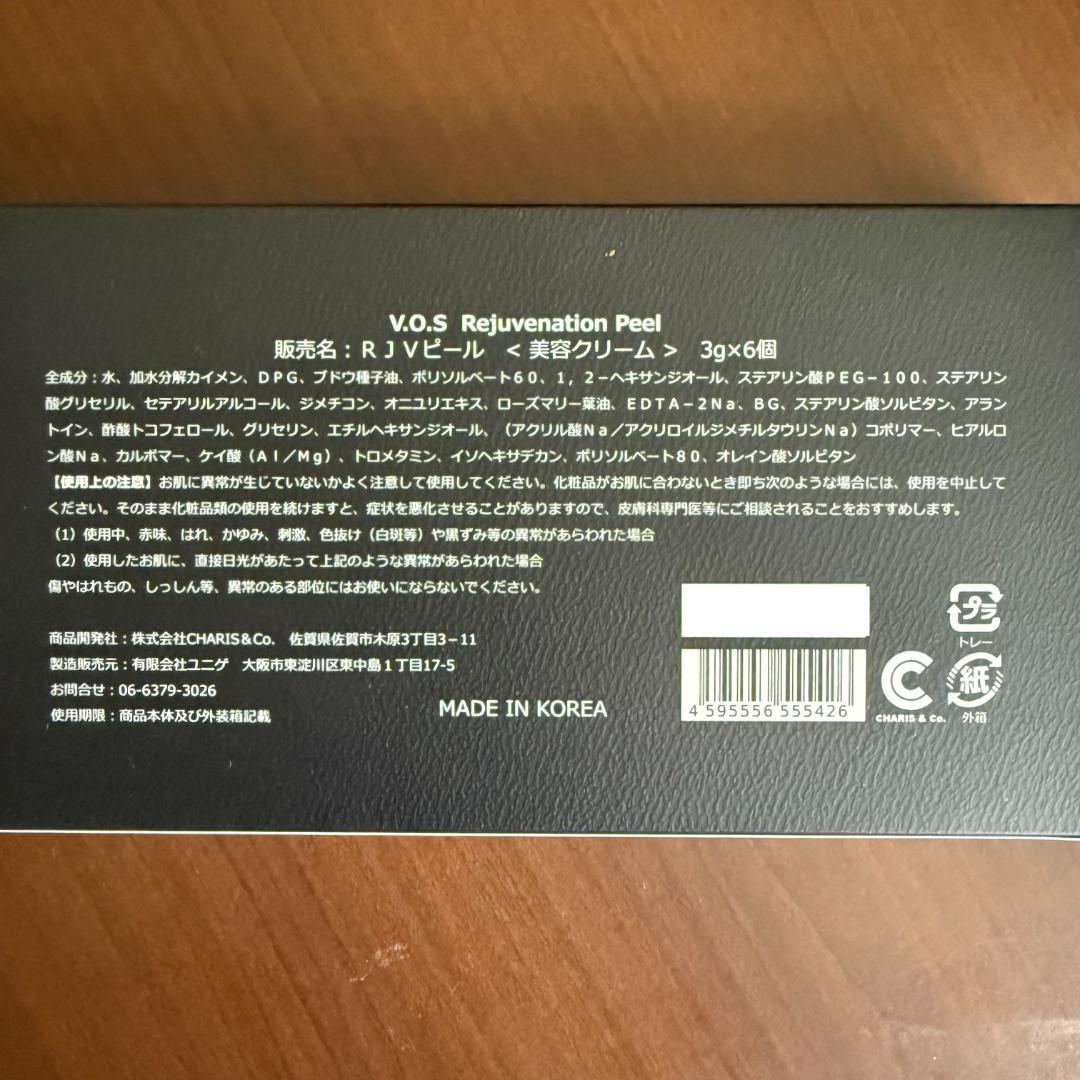 V.O.S Rejuvenation Peel
販売名：ＲＪＶピール ＜美容クリーム＞ 3g×6個
全成分：水、加水分解カイメン、ＤＰＧ、ブドウ種子油、ポリソルベート６０、１，２－ヘキサンジオール、ステアリン酸ＰＥＧ－１００、ステアリン
酸グリセリル、セテアリルアルコール、ジメチコン、オニユリエキス、ローズマリー葉油、ＥＤＴＡ－２Ｎａ、ＢＧ、ステアリン酸ソルビタン、アラン
トイン、酢酸トコフェロール、グリセリン、エチルヘキサンジオール、（アクリル酸Ｎａ／アクリロイルジメチルタウリンＮａ）コポリマー、ヒアルロ
ン酸Ｎａ、カルボマー、ケイ酸（Ａｌ／Ｍｇ）、トロメタミン、イソヘキサデカン、ポリソルベート８０、オレイン酸ソルビタン
【使用上の注意】お肌に異常が生じていないかよく注意して使用してください。化粧品がお肌に合わないとき即ち次のような場合には、使用を中止して
ください。そのまま化粧品類の使用を続けますと、症状を悪化させることがありますので、皮膚科専門医等にご相談されることをおすすめします。
（1）使用中、赤味、はれ、かゆみ、刺激、色抜け（白斑等）や黒ずみ等の異常があらわれた場合
（2）使用したお肌に、直接日光があたって上記のような異常があらわれた場合
傷やはれもの、しっしん等、異常のある部位にはお使いにならないでください。
商品開発社：株式会社CHARIS＆Co. 佐賀県佐賀市木原3丁目3－11
製造販売元：有限会社ユニゲ 大阪市東淀川区東中島１丁目17-5
お問合せ：06-6379-3026
使用期限：商品本体及び外装箱記載
MADE IN KOREA
4 595556 555426
CHARIS & Co.
プラ
トレー
紙
外箱